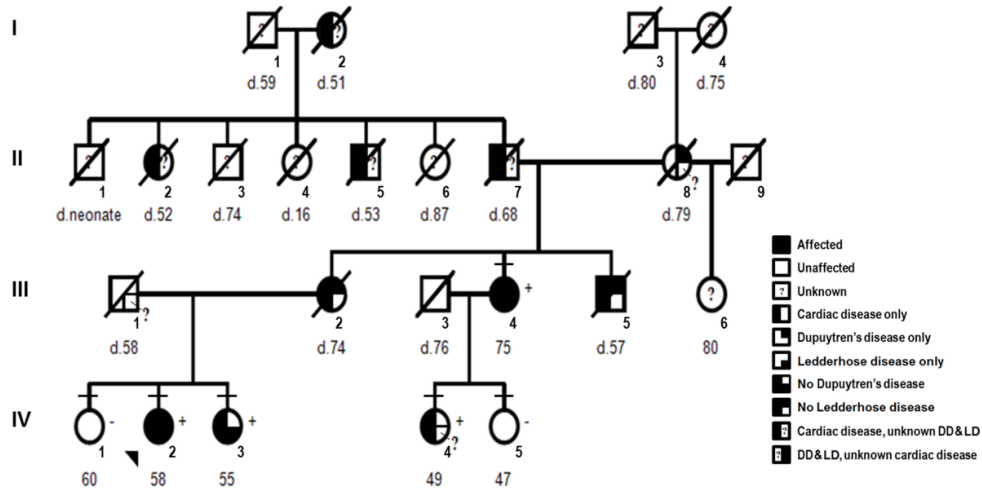 I
? ? ? ?
1 2 3 4
d.59 d.51 d.80 d.75
II
? ? ? ? ? ? ? ?
1 2 3 4 5 6 7 8 ? 9
d.neonate d.52 d.74 d.16 d.53 d.87 d.68 d.79
III
+ ?
1 ? 2 3 4 5 6
d.58 d.74 d.76 75 d.57 80
IV
- + + + -
1 2 3 4 ? 5
60 58 55 49 47
Affected
Unaffected
? Unknown
Cardiac disease only
Dupuytren's disease only
Ledderhose disease only
No Dupuytren's disease
No Ledderhose disease
? Cardiac disease, unknown DD&LD
? DD&LD, unknown cardiac disease